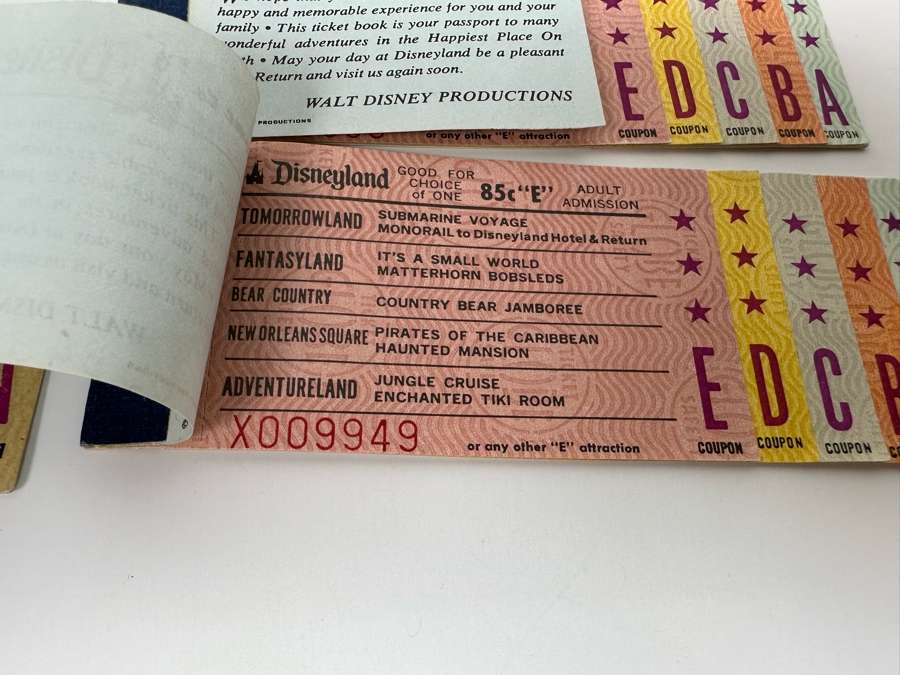 happy and memorable experience for you and your
family • This ticket book is your passport to many
wonderful adventures in the Happiest Place On
• May your day at Disneyland be a pleasant
Return and visit us again soon.
WALT DISNEY PRODUCTIONS
PRODUCTIONS
or any other "E" attraction
E D C B A
COUPON COUPON COUPON COUPON COUPON
Disneyland GOOD FOR CHOICE of ONE 85c "E" ADULT ADMISSION
TOMORROWLAND SUBMARINE VOYAGE
MONORAIL to Disneyland Hotel & Return
FANTASYLAND IT'S A SMALL WORLD
MATTERHORN BOBSLEDS
BEAR COUNTRY COUNTRY BEAR JAMBOREE
NEW ORLEANS SQUARE PIRATES OF THE CARIBBEAN
HAUNTED MANSION
ADVENTURELAND JUNGLE CRUISE
ENCHANTED TIKI ROOM
X009949
or any other "E" attraction
E D C
COUPON COUPON COUPON
©